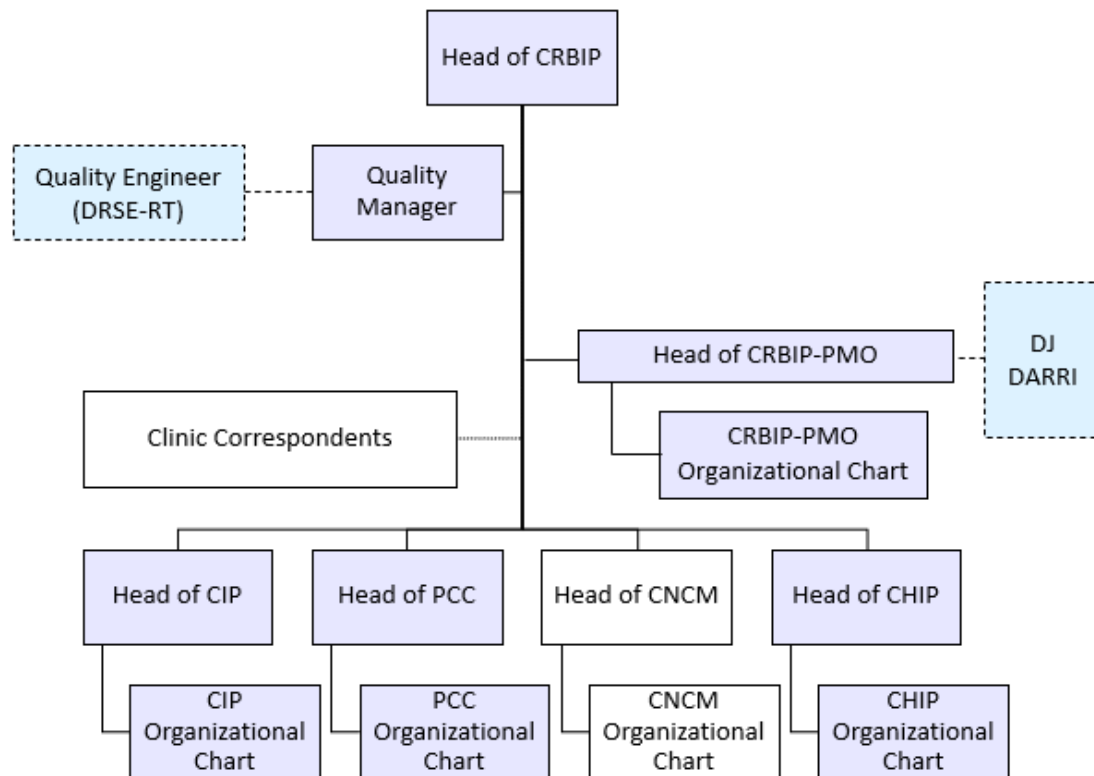 Head of CRBIP
Quality Engineer
(DRSE-RT)
Quality
Manager
Head of CRBIP-PMO
DJ
DARRI
Clinic Correspondents
CRBIP-PMO
Organizational Chart
Head of CIP
Head of PCC
Head of CNCM
Head of CHIP
CIP
Organizational
Chart
PCC
Organizational
Chart
CNCM
Organizational
Chart
CHIP
Organizational
Chart